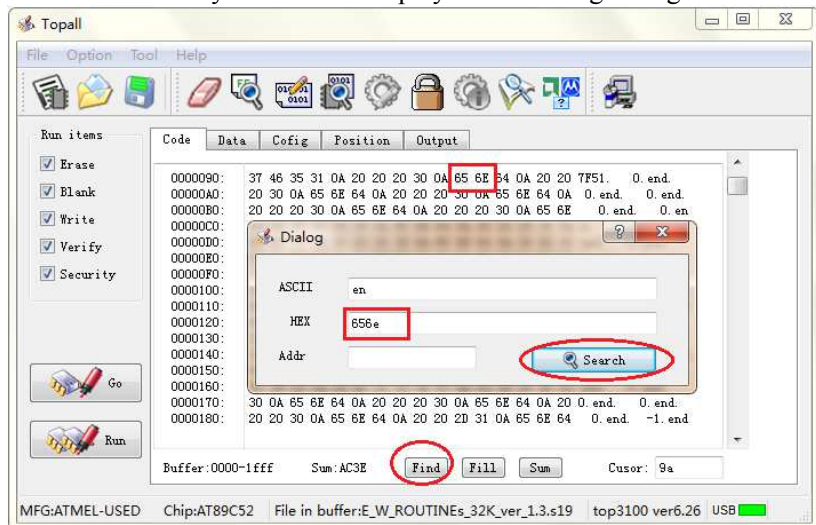 Topall
File Option Tool Help
Run items
Erase
Blank
Write
Verify
Security
Go
Run
Code Data Cofig Position Output
0000090: 37 46 35 31 0A 20 20 20 30 0A 65 6E 64 0A 20 20 7F51. 0. end.
00000A0: 20 30 0A 65 6E 64 0A 20 20 20 30 0A 65 6E 64 0A 0. end. 0. end.
00000B0: 20 20 20 30 0A 65 6E 64 0A 20 20 20 30 0A 65 6E 0. end. 0. en
00000C0:
00000D0:
00000E0:
00000F0:
0000100:
0000110:
0000120:
0000130:
0000140:
0000150:
0000160:
0000170: 30 0A 65 6E 64 0A 20 20 20 30 0A 65 6E 64 0A 20 0. end. 0. end.
0000180: 20 20 30 0A 65 6E 64 0A 20 20 2D 31 0A 65 6E 64 0. end. -1. end
Dialog
ASCII en
HEX 656e
Addr
Search
Buffer:0000-1fff Sum:AC3E Find Fill Sum Cusor: 9a
MFG:ATMEL-USED Chip:AT89C52 File in buffer:E_W_ROUTINEs_32K_ver_1.3.s19 top3100 ver6.26 USB